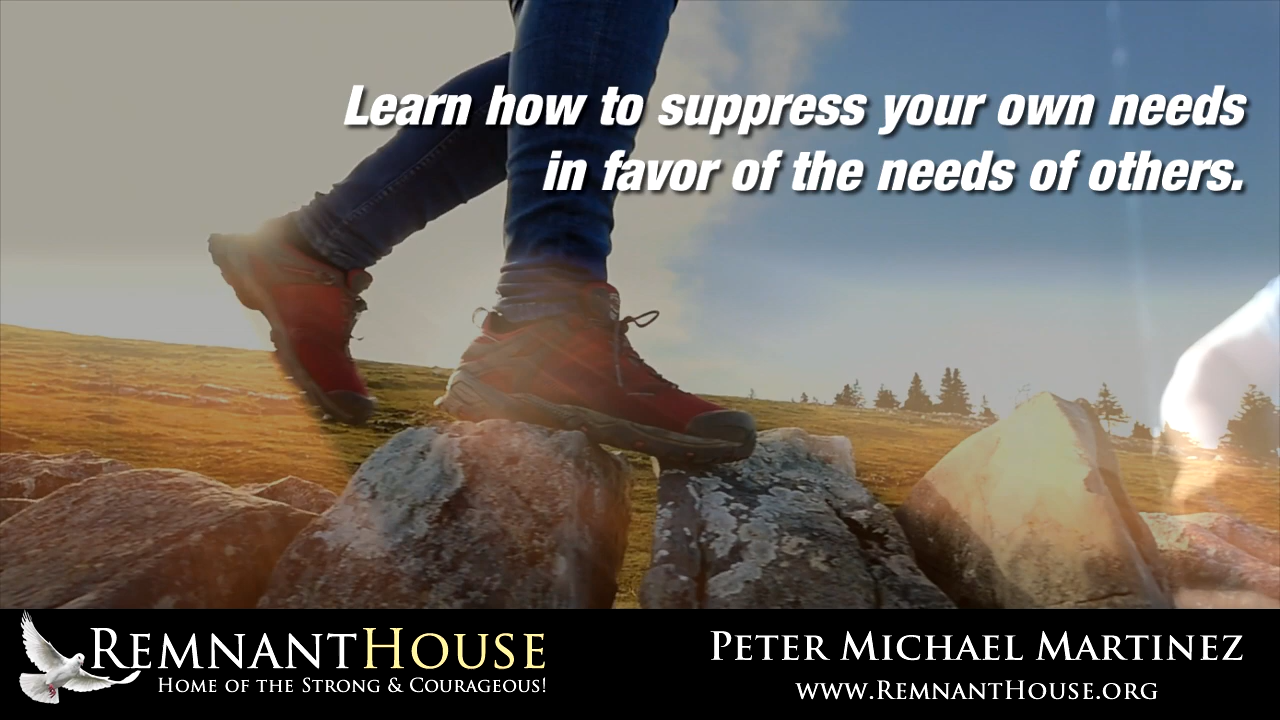 Learn how to suppress your own needs
in favor of the needs of others.
RemnantHouse
Home of the Strong & Courageous!
Peter Michael Martinez
www.RemnantHouse.org